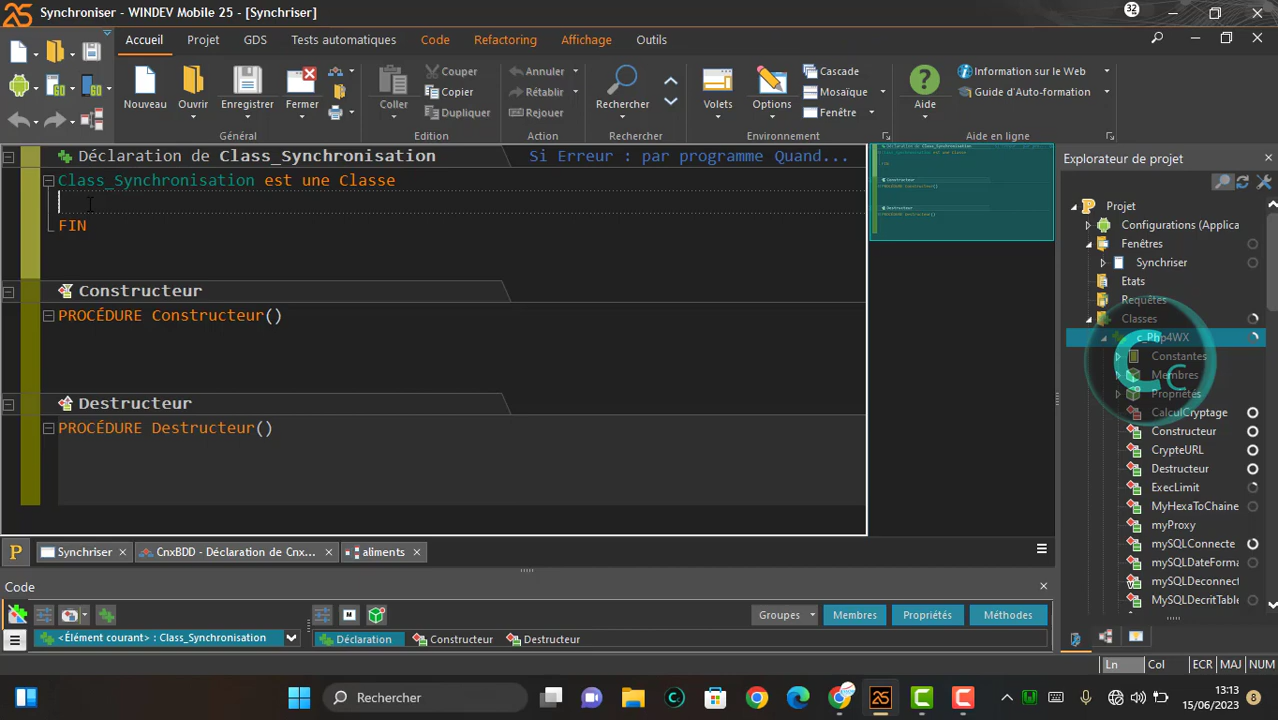 Synchroniser - WINDEV Mobile 25 - [Synchriser]
32
Accueil Projet GDS Tests automatiques Code Refactoring Affichage Outils
Nouveau Ouvrir Enregistrer Fermer
Général
Coller Couper Copier Dupliquer
Edition
Annuler Rétablir Rejouer
Action
Rechercher
Rechercher
Volets Options Cascade Mosaïque Fenêtre
Environnement
Aide Information sur le Web Guide d'Auto-formation
Aide en ligne
Déclaration de Class_Synchronisation Si Erreur : par programme Quand...
Class_Synchronisation est une Classe
FIN
Constructeur
PROCÉDURE Constructeur()
Destructeur
PROCÉDURE Destructeur()
Explorateur de projet
Projet
Configurations (Applica
Fenêtres
Synchriser
Etats
Requêtes
Classes
c_Php4WX
Constantes
Membres
Propriétés
CalculCryptage
Constructeur
CrypteURL
Destructeur
ExecLimit
MyHexaToChaine
myProxy
mySQLConnecte
mySQLDateForma
mySQLDeconnect
MySQLDecritTable
Synchriser CnxBDD - Déclaration de Cnx... aliments
Code
Groupes Membres Propriétés Méthodes
<Élément courant> : Class_Synchronisation Déclaration Constructeur Destructeur
Ln Col ECR MAJ NUM
Rechercher
13:13
15/06/2023
8